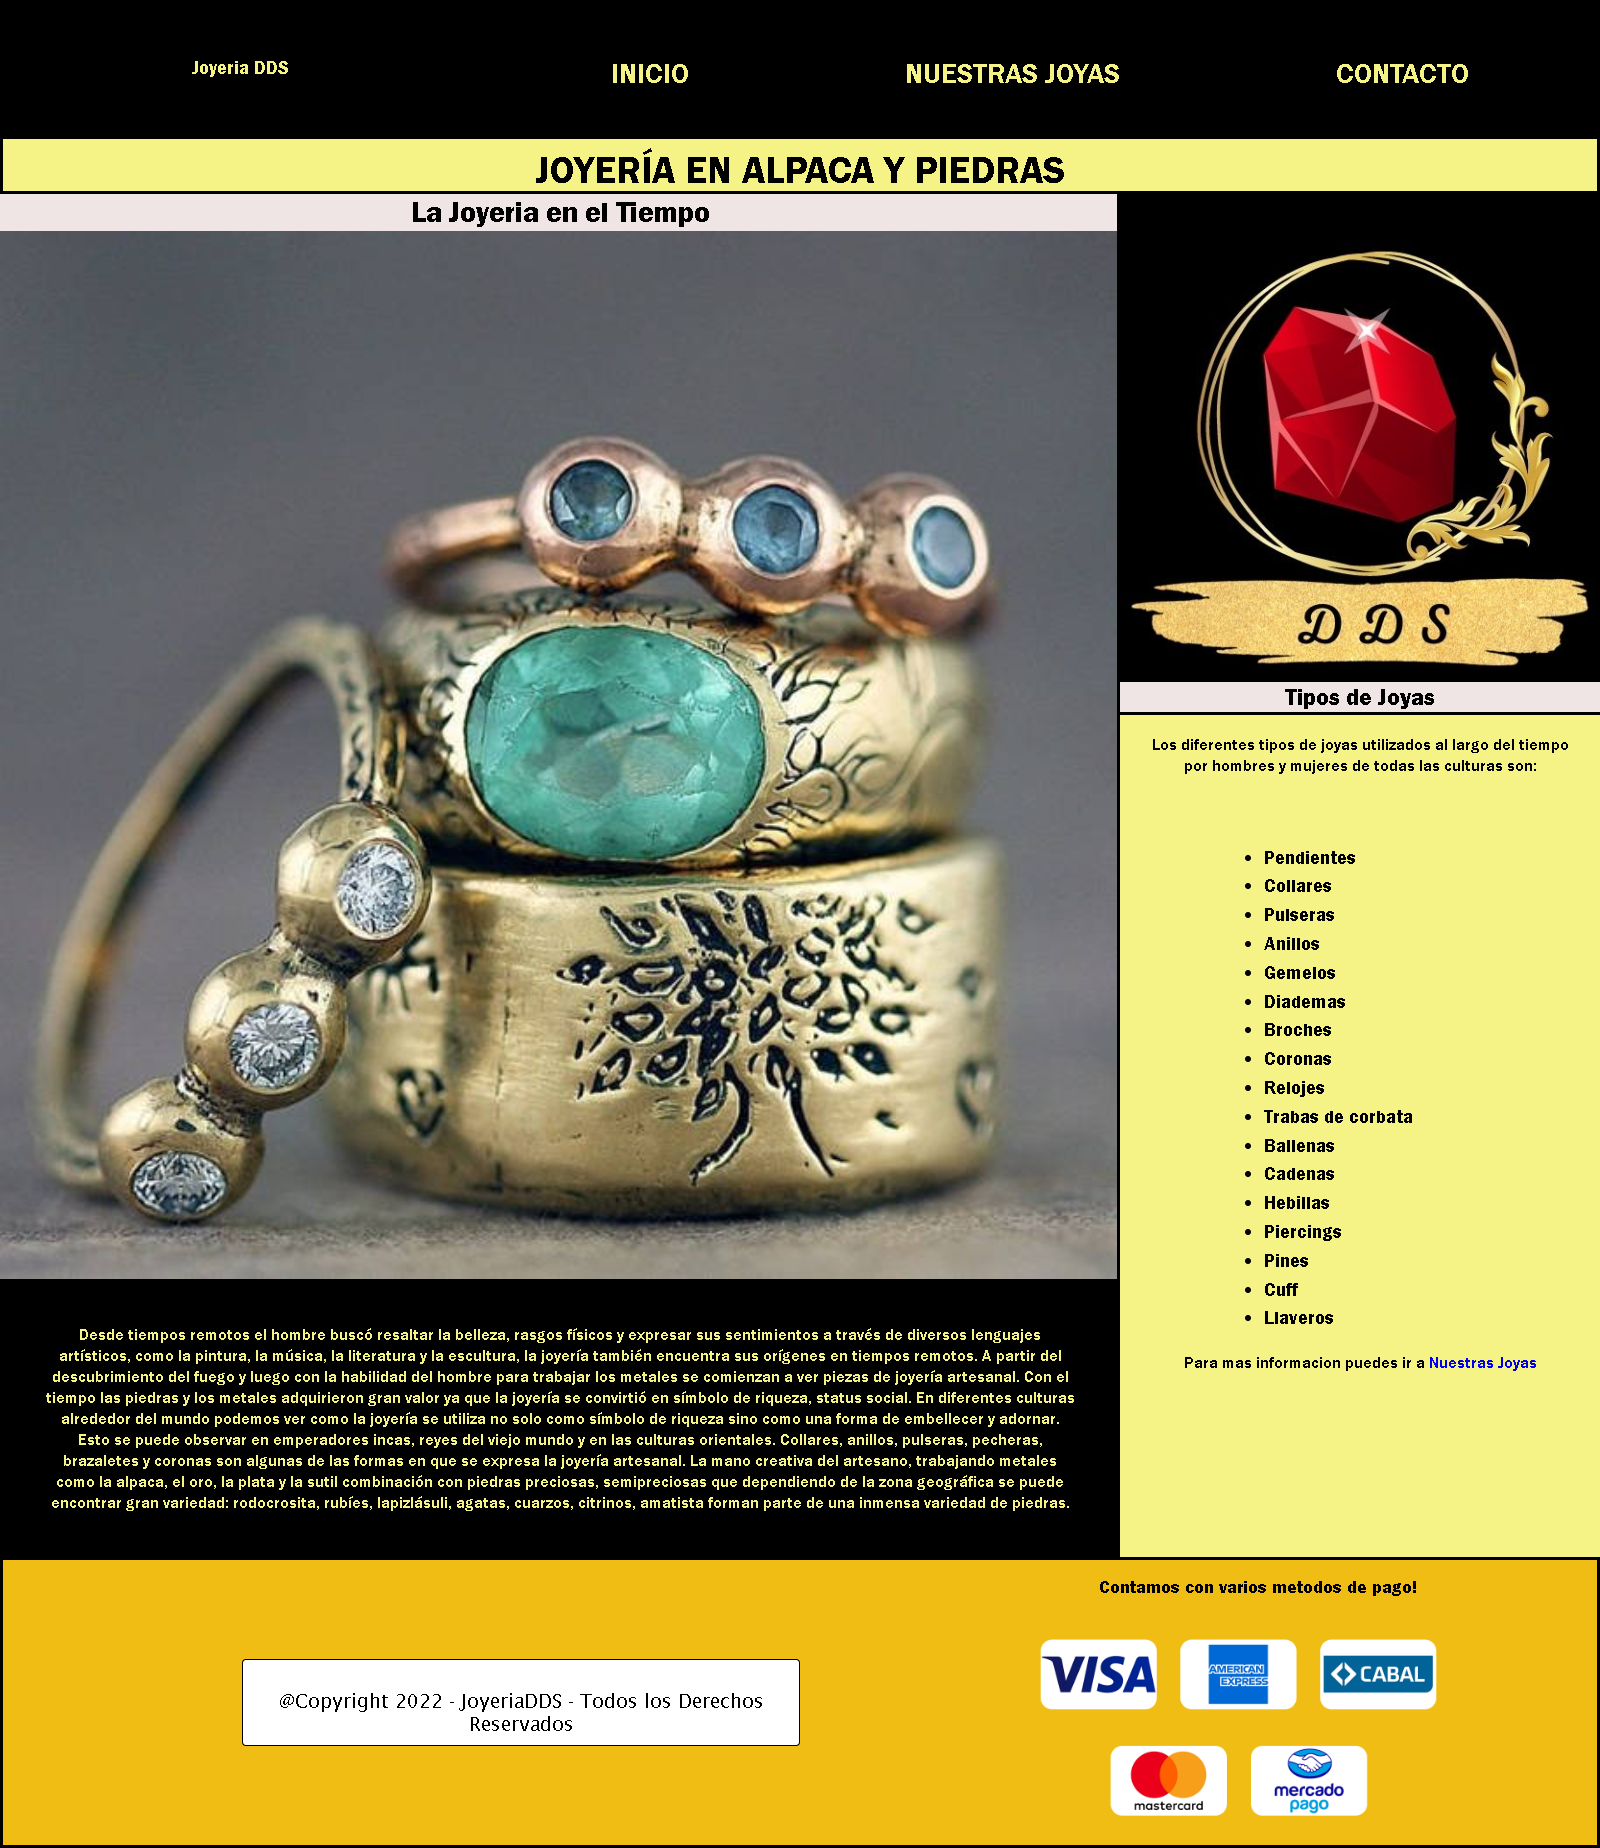 Joyeria DDS
INICIO
NUESTRAS JOYAS
CONTACTO
JOYERÍA EN ALPACA Y PIEDRAS
La Joyeria en el Tiempo
DDS
Tipos de Joyas
Los diferentes tipos de joyas utilizados al largo del tiempo
por hombres y mujeres de todas las culturas son:
• Pendientes
• Collares
• Pulseras
• Anillos
• Gemelos
• Diademas
• Broches
• Coronas
• Relojes
• Trabas de corbata
• Ballenas
• Cadenas
• Hebillas
• Piercings
• Pines
• Cuff
• Llaveros
Para mas informacion puedes ir a Nuestras Joyas
Desde tiempos remotos el hombre buscó resaltar la belleza, rasgos físicos y expresar sus sentimientos a través de diversos lenguajes
artísticos, como la pintura, la música, la literatura y la escultura, la joyería también encuentra sus orígenes en tiempos remotos. A partir del
descubrimiento del fuego y luego con la habilidad del hombre para trabajar los metales se comienzan a ver piezas de joyería artesanal. Con el
tiempo las piedras y los metales adquirieron gran valor ya que la joyería se convirtió en símbolo de riqueza, status social. En diferentes culturas
alrededor del mundo podemos ver como la joyería se utiliza no solo como símbolo de riqueza sino como una forma de embellecer y adornar.
Esto se puede observar en emperadores incas, reyes del viejo mundo y en las culturas orientales. Collares, anillos, pulseras, pecheras,
brazaletes y coronas son algunas de las formas en que se expresa la joyería artesanal. La mano creativa del artesano, trabajando metales
como la alpaca, el oro, la plata y la sutil combinación con piedras preciosas, semipreciosas que dependiendo de la zona geográfica se puede
encontrar gran variedad: rodocrosita, rubíes, lapizlásuli, agatas, cuarzos, citrinos, amatista forman parte de una inmensa variedad de piedras.
@Copyright 2022 - JoyeriaDDS - Todos los Derechos
Reservados
Contamos con varios metodos de pago!
VISA
AMERICAN
EXPRESS
CABAL
mastercard
mercado
pago